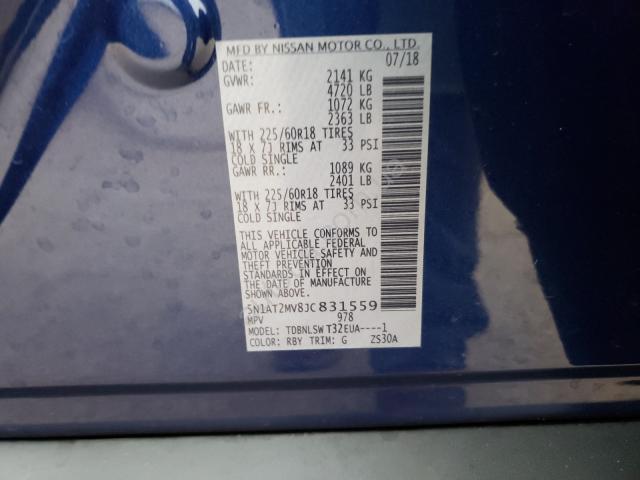 MFD BY NISSAN MOTOR CO., LTD.
DATE: 07/18
GVWR: 2141 KG
4720 LB
GAWR FR.: 1072 KG
2363 LB
WITH 225/60R18 TIRES
18 X 7J RIMS AT 33 PSI
COLD SINGLE
GAWR RR.: 1089 KG
2401 LB
WITH 225/60R18 TIRES
18 X 7J RIMS AT 33 PSI
COLD SINGLE
THIS VEHICLE CONFORMS TO
ALL APPLICABLE FEDERAL
MOTOR VEHICLE SAFETY AND
THEFT PREVENTION
STANDARDS IN EFFECT ON
THE DATE OF MANUFACTURE
SHOWN ABOVE.
5N1AT2MV8JC831559
MPV 978
MODEL: TDBNLSW T32EUA----1
COLOR: RBY TRIM: G ZS30A